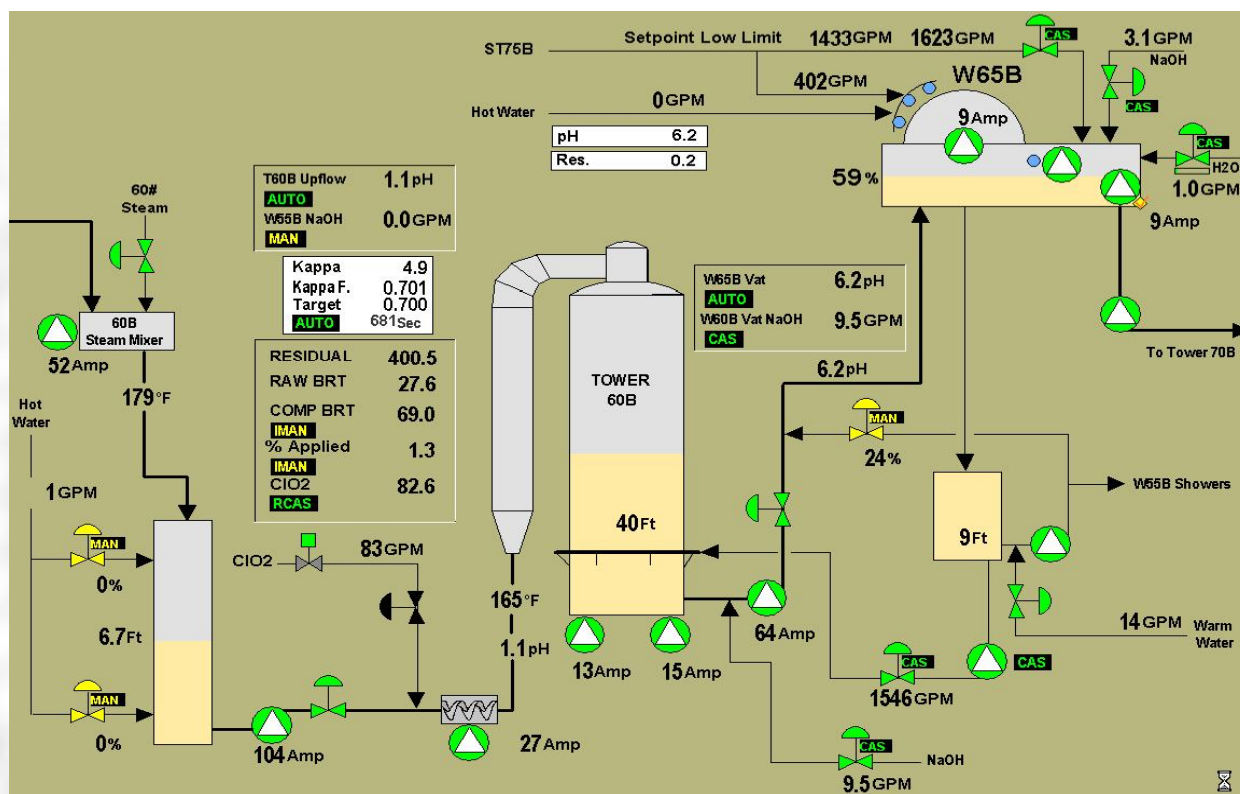 ST75B
Setpoint Low Limit
1433GPM
1623GPM
CAS
3.1GPM
NaOH
CAS
402GPM
W65B
Hot Water
0GPM
9Amp
pH 6.2
Res. 0.2
CAS
H2O
1.0GPM
59%
9Amp
60#
Steam
T60B Upflow 1.1pH
AUTO
W55B NaOH 0.0GPM
MAN
Kappa 4.9
Kappa F. 0.701
Target 0.700
AUTO 681Sec
60B
Steam Mixer
52Amp
179°F
RESIDUAL 400.5
RAW BRT 27.6
COMP BRT 69.0
IMAN
% Applied 1.3
IMAN
ClO2 82.6
RCAS
W65B Vat 6.2pH
AUTO
W60B Vat NaOH 9.5GPM
CAS
To Tower 70B
TOWER
60B
6.2pH
MAN
24%
W55B Showers
Hot
Water
1GPM
MAN
0%
6.7Ft
MAN
0%
ClO2
83GPM
165°F
1.1pH
40Ft
9Ft
64Amp
13Amp
15Amp
14GPM
Warm
Water
CAS
CAS
1546GPM
104Amp
27Amp
CAS
NaOH
9.5GPM